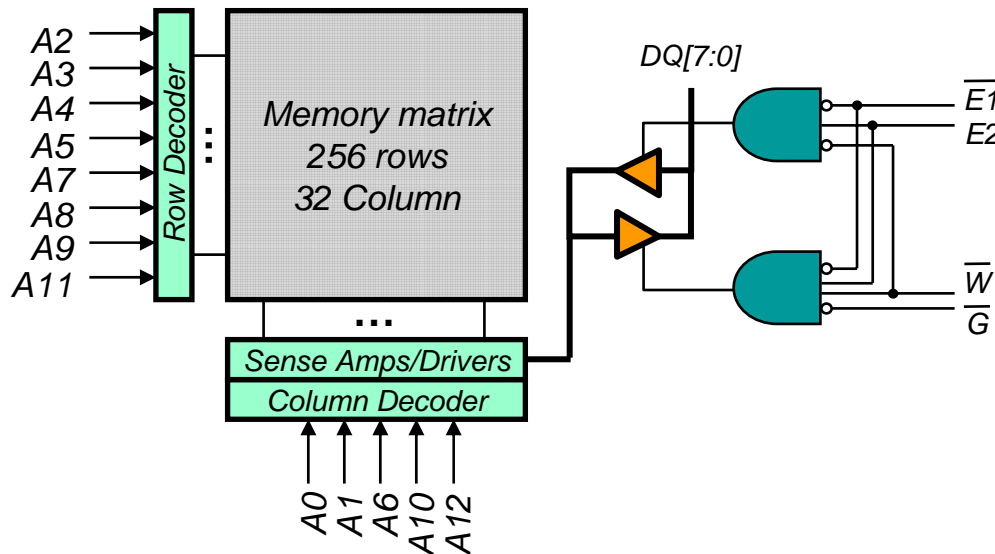 A2
A3
A4
A5
A7
A8
A9
A11
Row Decoder
...
Memory matrix
256 rows
32 Column
...
Sense Amps/Drivers
Column Decoder
A0
A1
A6
A10
A12
DQ[7:0]
E1
E2
W
G